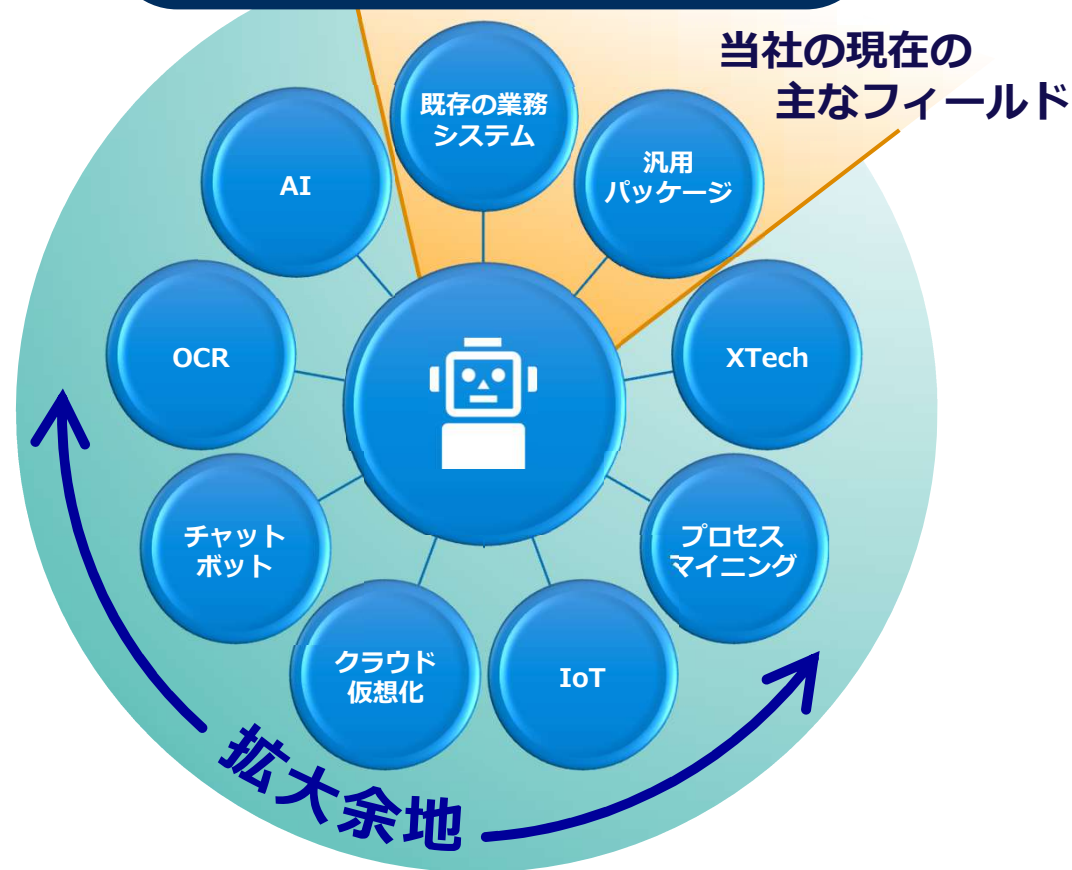 当社の現在の
主なフィールド
既存の業務
システム
汎用
パッケージ
AI
OCR
XTech
チャット
ボット
プロセス
マイニング
クラウド
仮想化
IoT
拡大余地